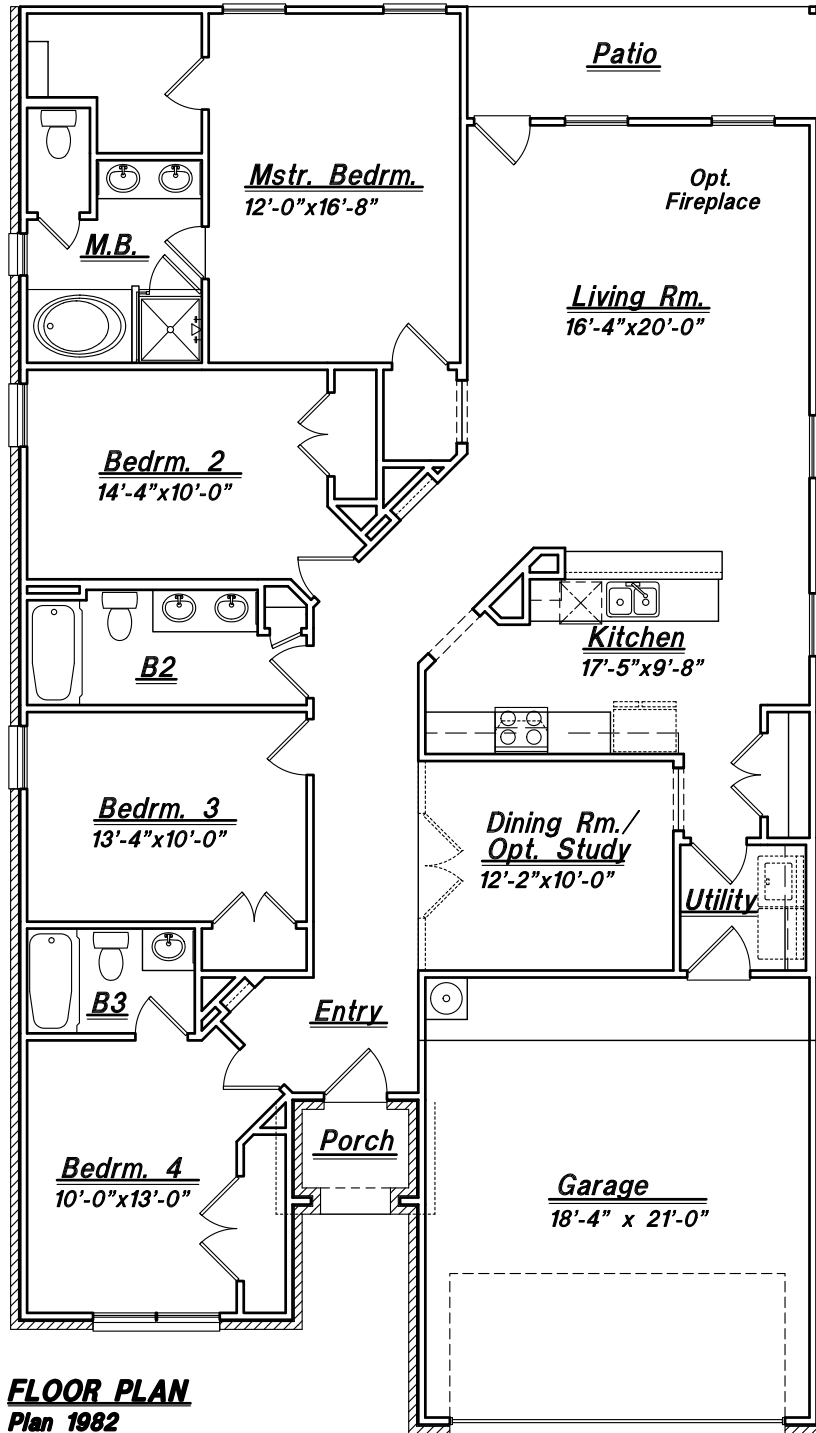 Patio
Mstr. Bedrm.
12'-0"x16'-8"
Opt.
Fireplace
M.B.
Living Rm.
16'-4"x20'-0"
Bedrm. 2
14'-4"x10'-0"
Kitchen
17'-5"x9'-8"
B2
Bedrm. 3
13'-4"x10'-0"
Dining Rm./
Opt. Study
12'-2"x10'-0"
Utility
B3
Entry
Porch
Bedrm. 4
10'-0"x13'-0"
Garage
18'-4" x 21'-0"
FLOOR PLAN
Plan 1982